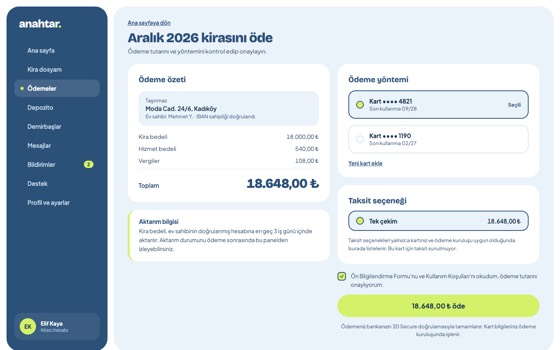 anahtar.
Ana sayfa
Kira dosyam
Ödemeler
Depozito
Demirbaşlar
Mesajlar
Bildirimler 2
Destek
Profil ve ayarlar
EK
Elif Kaya
Kiracı hesabı
Ana sayfaya dön
Aralık 2026 kirasını öde
Ödeme tutarını ve yöntemini kontrol edip onaylayın.
Ödeme özeti
Taşınmaz
Moda Cad. 24/6, Kadıköy
Ev sahibi: Mehmet Y. · IBAN sahipliği doğrulandı
Kira bedeli 18.000,00 ₺
Hizmet bedeli 540,00 ₺
Vergiler 108,00 ₺
Toplam 18.648,00 ₺
Aktarım bilgisi
Kira bedeli, ev sahibinin doğrulanmış hesabına en geç 3 iş günü içinde
aktarılır. Aktarım durumunu ödeme sonrasında bu panelden
izleyebilirsiniz.
Ödeme yöntemi
Kart •••• 4821
Son kullanma 09/28
Seçili
Kart •••• 1190
Son kullanma 02/27
Yeni kart ekle
Taksit seçeneği
Tek çekim 18.648,00 ₺
Taksit seçenekleri yalnızca kartınız ve ödeme kuruluşu uygun olduğunda
burada listelenir. Bu kart için taksit sunulmuyor.
Ön Bilgilendirme Formu'nu ve Kullanım Koşulları'nı okudum, ödeme tutarını
onaylıyorum.
18.648,00 ₺ öde
Ödemeniz bankanızın 3D Secure doğrulamasıyla tamamlanır. Kart bilgileriniz ödeme
kuruluşunda işlenir.